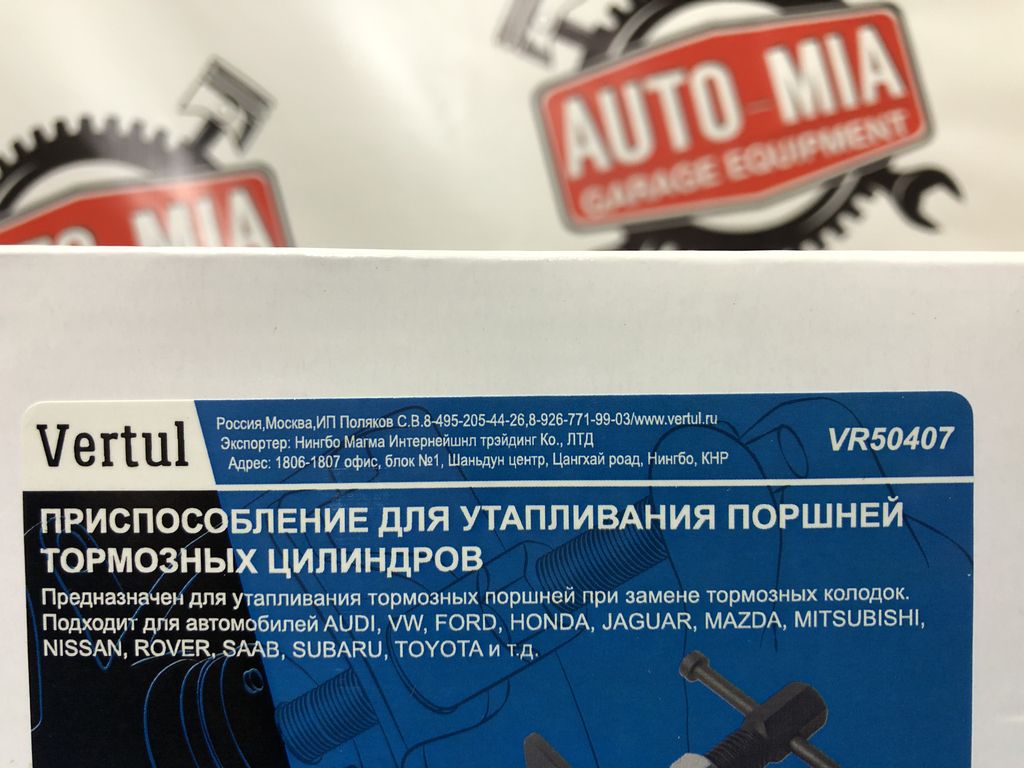 AUTO-MIA
GARAGE EQUIPMENT
MIA
Vertul
Россия,Москва,ИП Поляков С.В.8-495-205-44-26,8-926-771-99-03/www.vertul.ru
Экспортер: Нингбо Магма Интернейшнл трэйдинг Ко., ЛТД
Адрес: 1806-1807 офис, блок №1, Шаньдун центр, Цангхай роад, Нингбо, КНР
VR50407
ПРИСПОСОБЛЕНИЕ ДЛЯ УТАПЛИВАНИЯ ПОРШНЕЙ
ТОРМОЗНЫХ ЦИЛИНДРОВ
Предназначен для утапливания тормозных поршней при замене тормозных колодок.
Подходит для автомобилей AUDI, VW, FORD, HONDA, JAGUAR, MAZDA, MITSUBISHI,
NISSAN, ROVER, SAAB, SUBARU, TOYOTA и т.д.